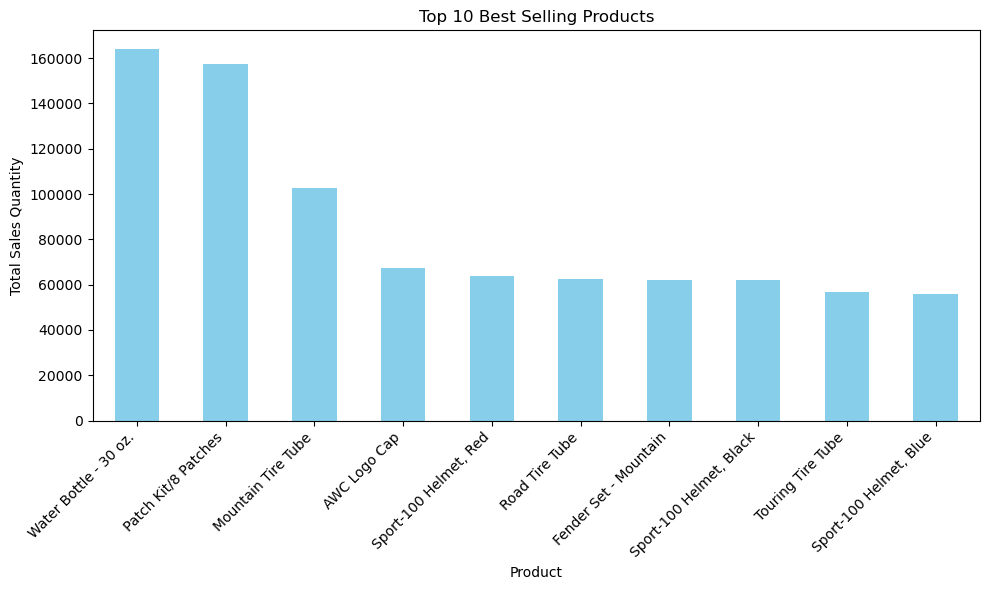 Top 10 Best Selling Products
Total Sales Quantity
160000
140000
120000
100000
80000
60000
40000
20000
0
Water Bottle - 30 oz.
Patch Kit/8 Patches
Mountain Tire Tube
AWC Logo Cap
Sport-100 Helmet, Red
Road Tire Tube
Fender Set - Mountain
Sport-100 Helmet, Black
Touring Tire Tube
Sport-100 Helmet, Blue
Product